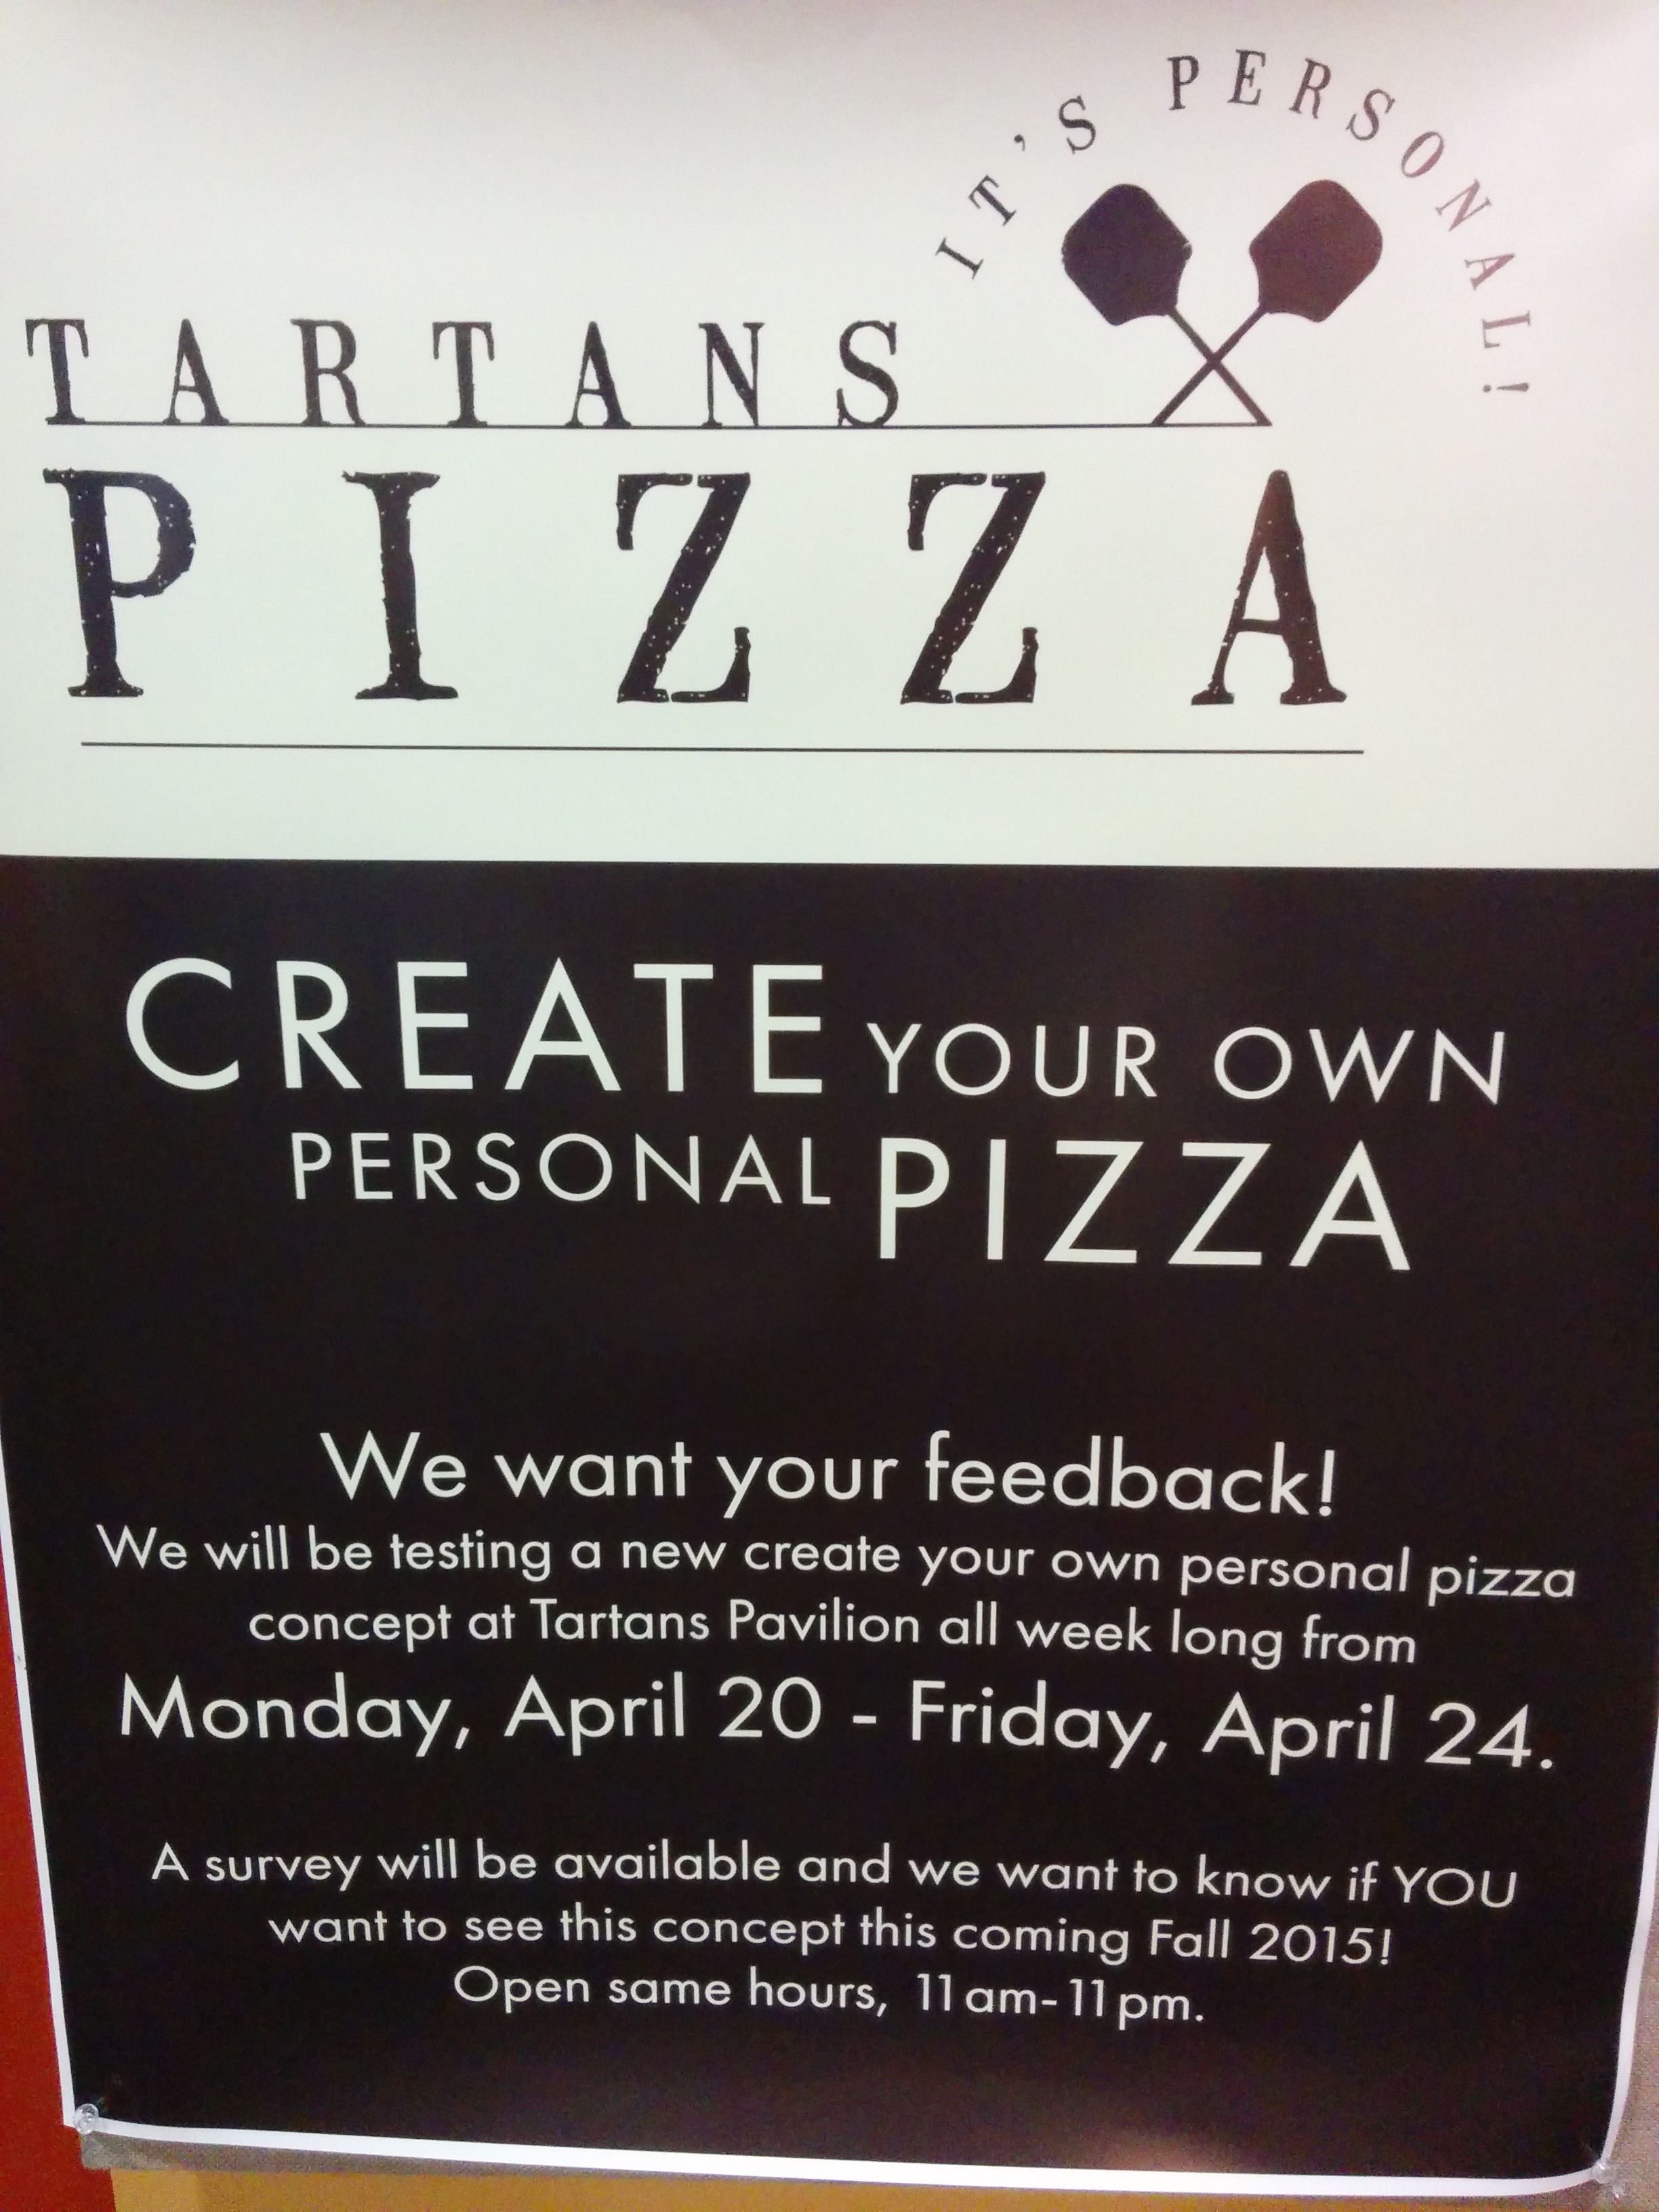 IT'S PERSONAL!
TARTANS
PIZZA
CREATE YOUR OWN
PERSONAL PIZZA
We want your feedback!
We will be testing a new create your own personal pizza
concept at Tartans Pavilion all week long from
Monday, April 20 - Friday, April 24.
A survey will be available and we want to know if YOU
want to see this concept this coming Fall 2015!
Open same hours, 11am-11pm.